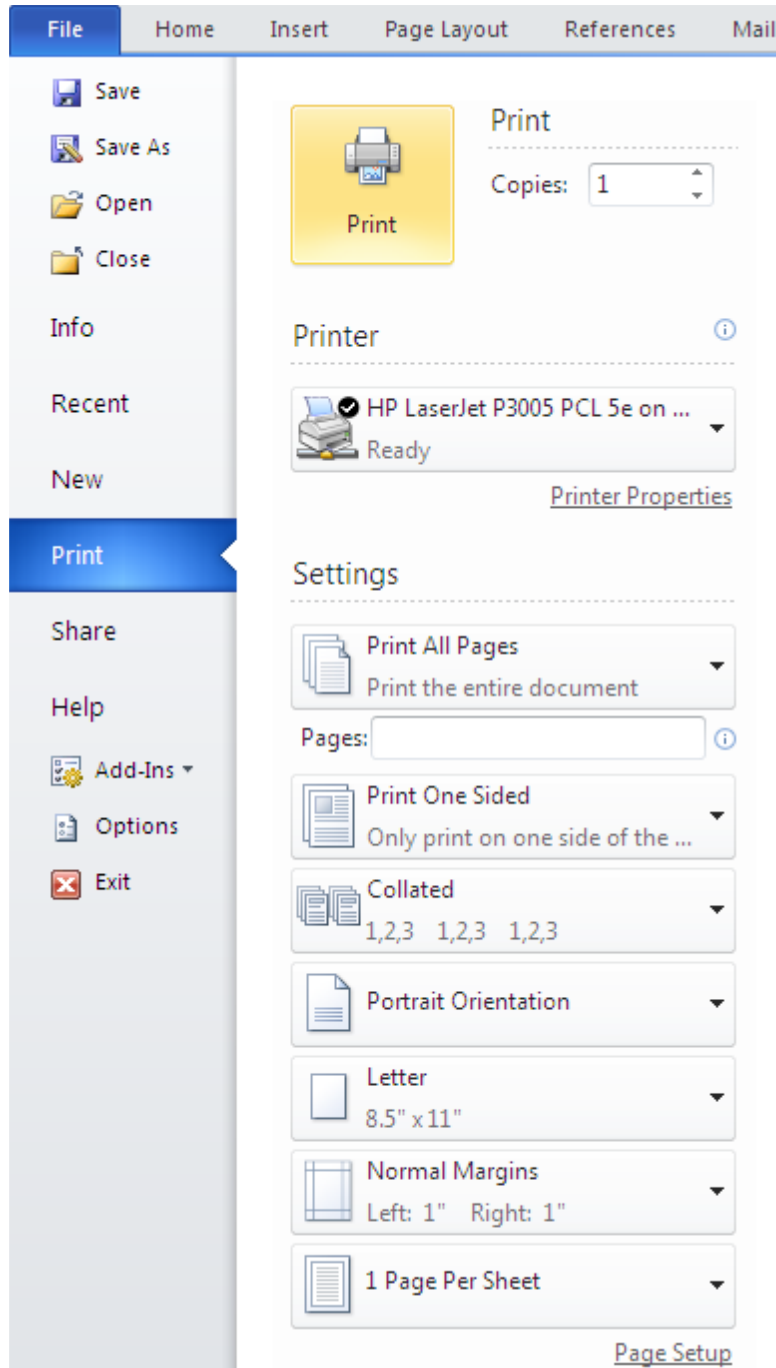 File Home Insert Page Layout References Mail
Save
Save As
Open
Close
Info
Recent
New
Print
Share
Help
Add-Ins
Options
Exit
Print
Print
Copies: 1
Printer
HP LaserJet P3005 PCL 5e on ...
Ready
Printer Properties
Settings
Print All Pages
Print the entire document
Pages:
Print One Sided
Only print on one side of the ...
Collated
1,2,3 1,2,3 1,2,3
Portrait Orientation
Letter
8.5" x 11"
Normal Margins
Left: 1" Right: 1"
1 Page Per Sheet
Page Setup